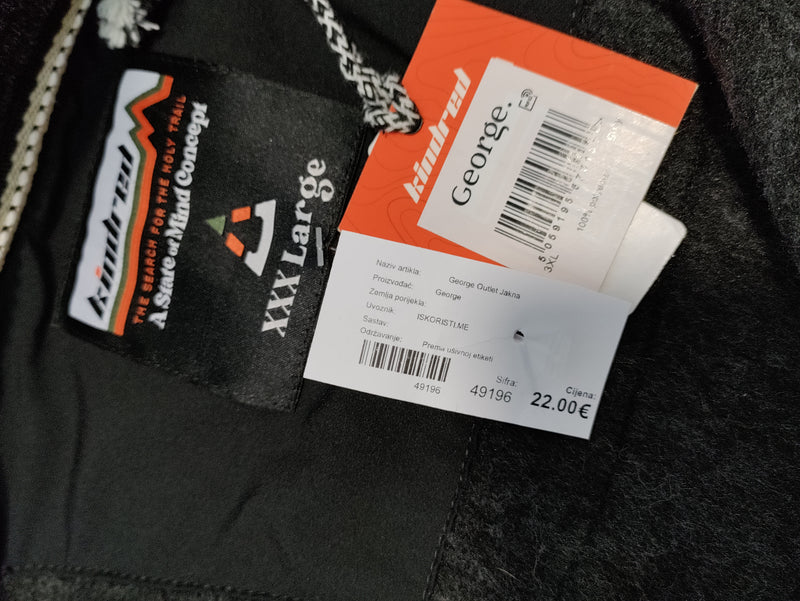 kindred
THE SEARCH FOR THE HOLY TRAIL
A State of Mind Concept
XXX Large
kindred
George.
3XL
100%
Naziv artikla: George Outlet Jakna
Proizvođač: George
Zemlja porijekla:
Uvoznik: ISKORISTI.ME
Sastav:
Održavanje: Prema ušivnoj etiketi
49196
Šifra:
49196
Cijena:
22.00€